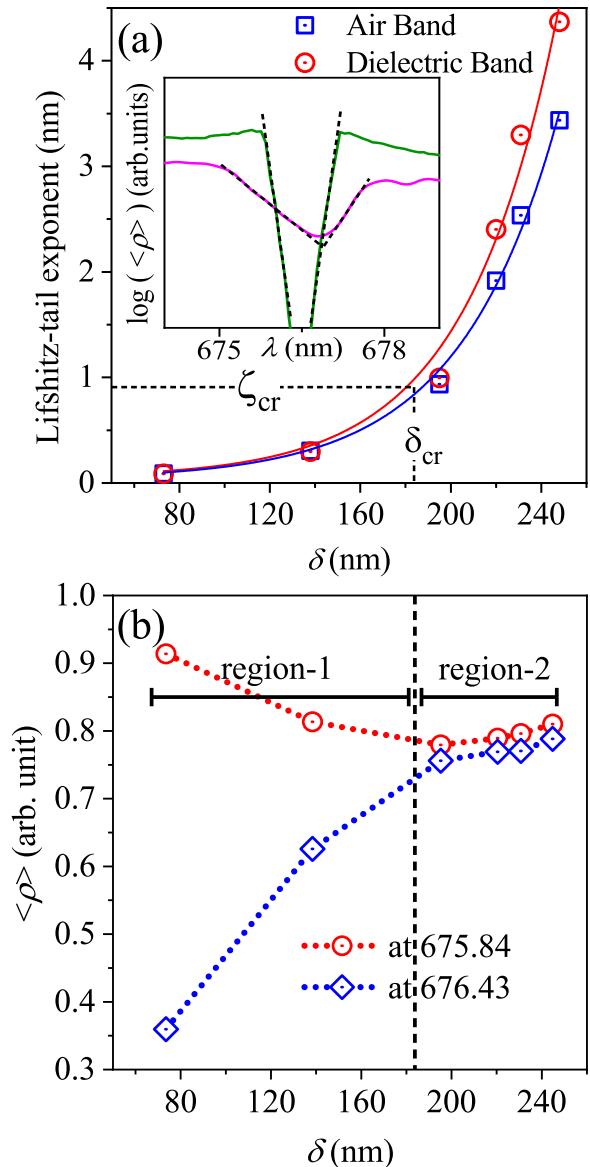 (a)
Air Band
Dielectric Band
Lifshitz-tail exponent (nm)
4
3
2
1
0
log ( <ρ> ) (arb.units)
675
λ (nm)
678
ζcr
δcr
80 120 160 200 240
δ (nm)
(b)
1.0
0.9
0.8
0.7
0.6
0.5
0.4
0.3
<ρ> (arb. unit)
region-1
region-2
at 675.84
at 676.43
80 120 160 200 240
δ (nm)